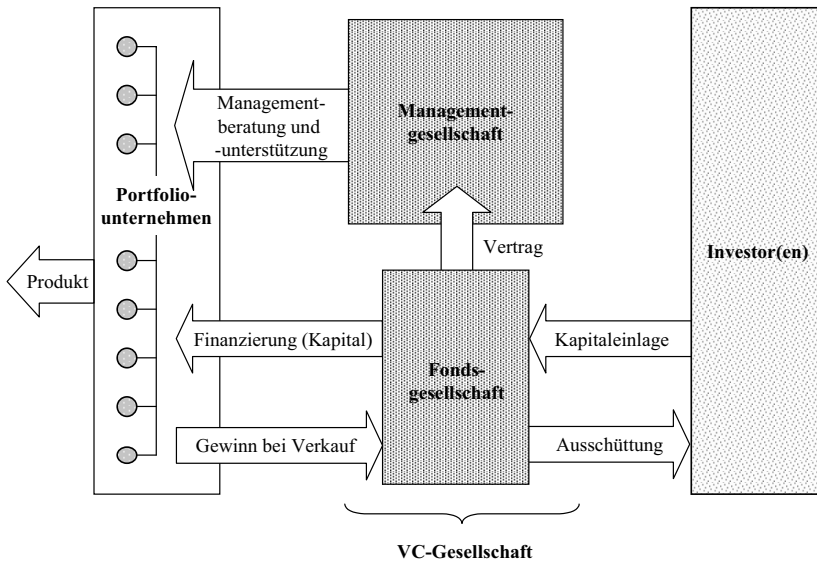 Management-
beratung und
-unterstützung
Management-
gesellschaft
Portfolio-
unternehmen
Vertrag
Investor(en)
Produkt
Finanzierung (Kapital)
Kapitaleinlage
Fonds-
gesellschaft
Gewinn bei Verkauf
Ausschüttung
VC-Gesellschaft